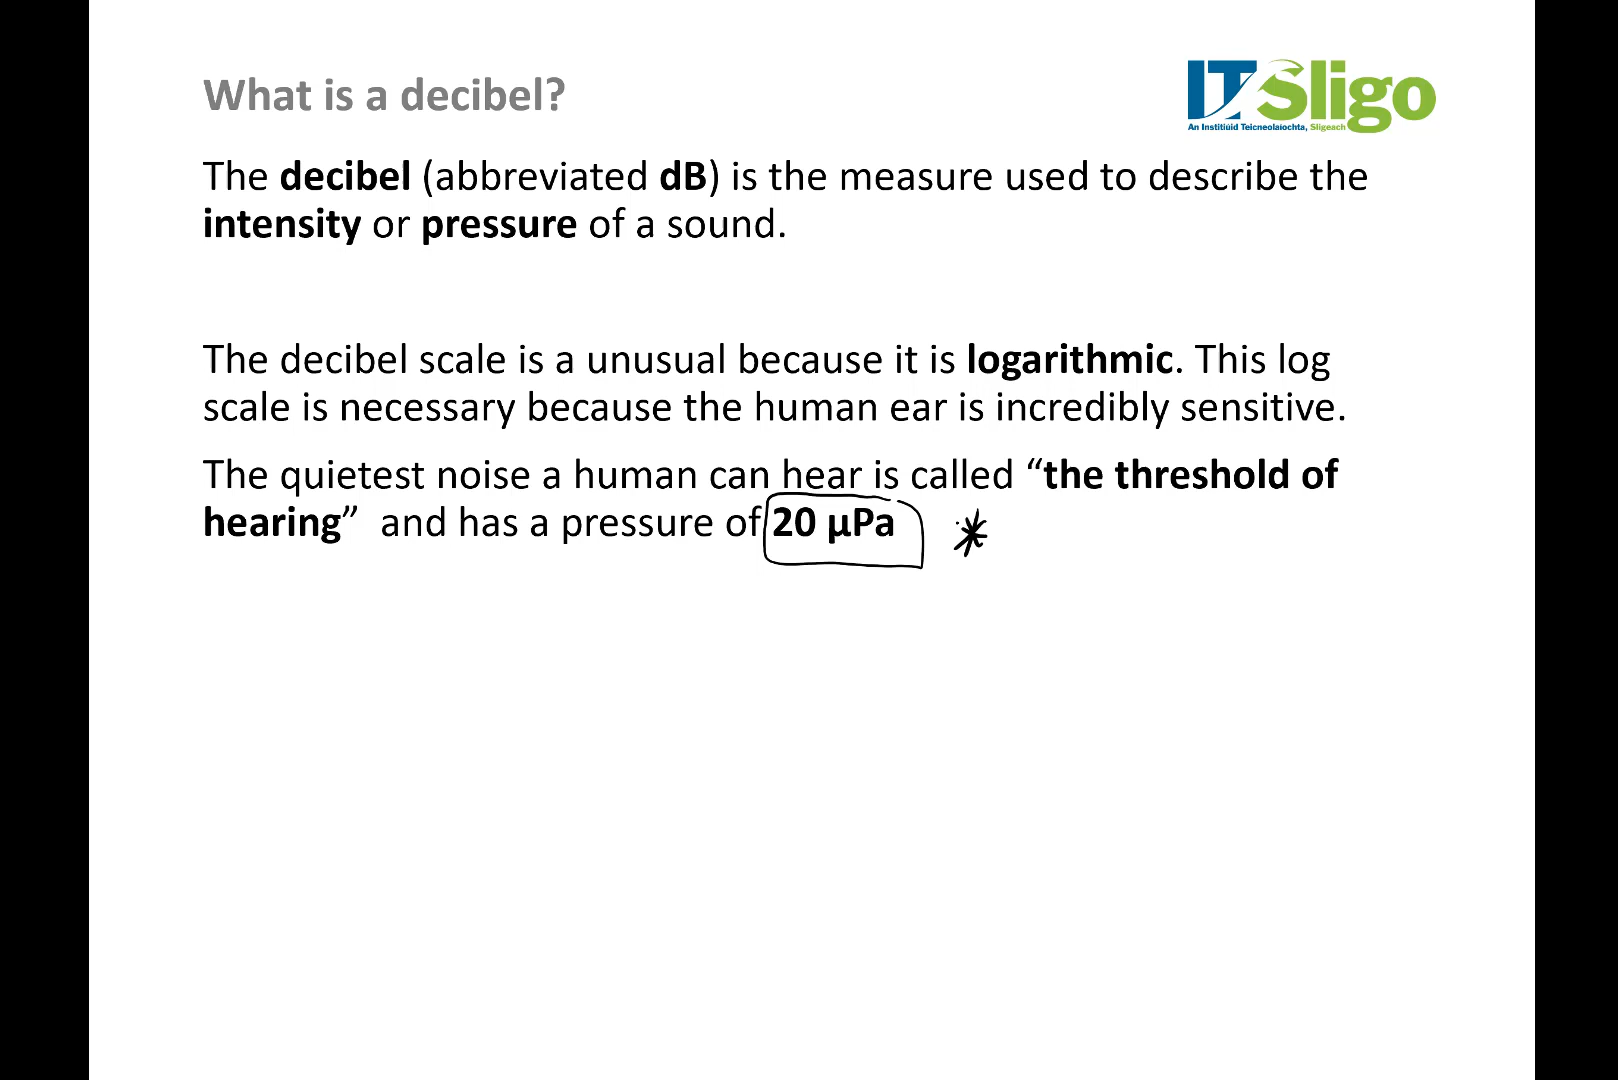 What is a decibel?
ITSligo
An Institiúid Teicneolaíochta, Sligeach
The decibel (abbreviated dB) is the measure used to describe the
intensity or pressure of a sound.
The decibel scale is a unusual because it is logarithmic. This log
scale is necessary because the human ear is incredibly sensitive.
The quietest noise a human can hear is called “the threshold of
hearing” and has a pressure of 20 µPa *